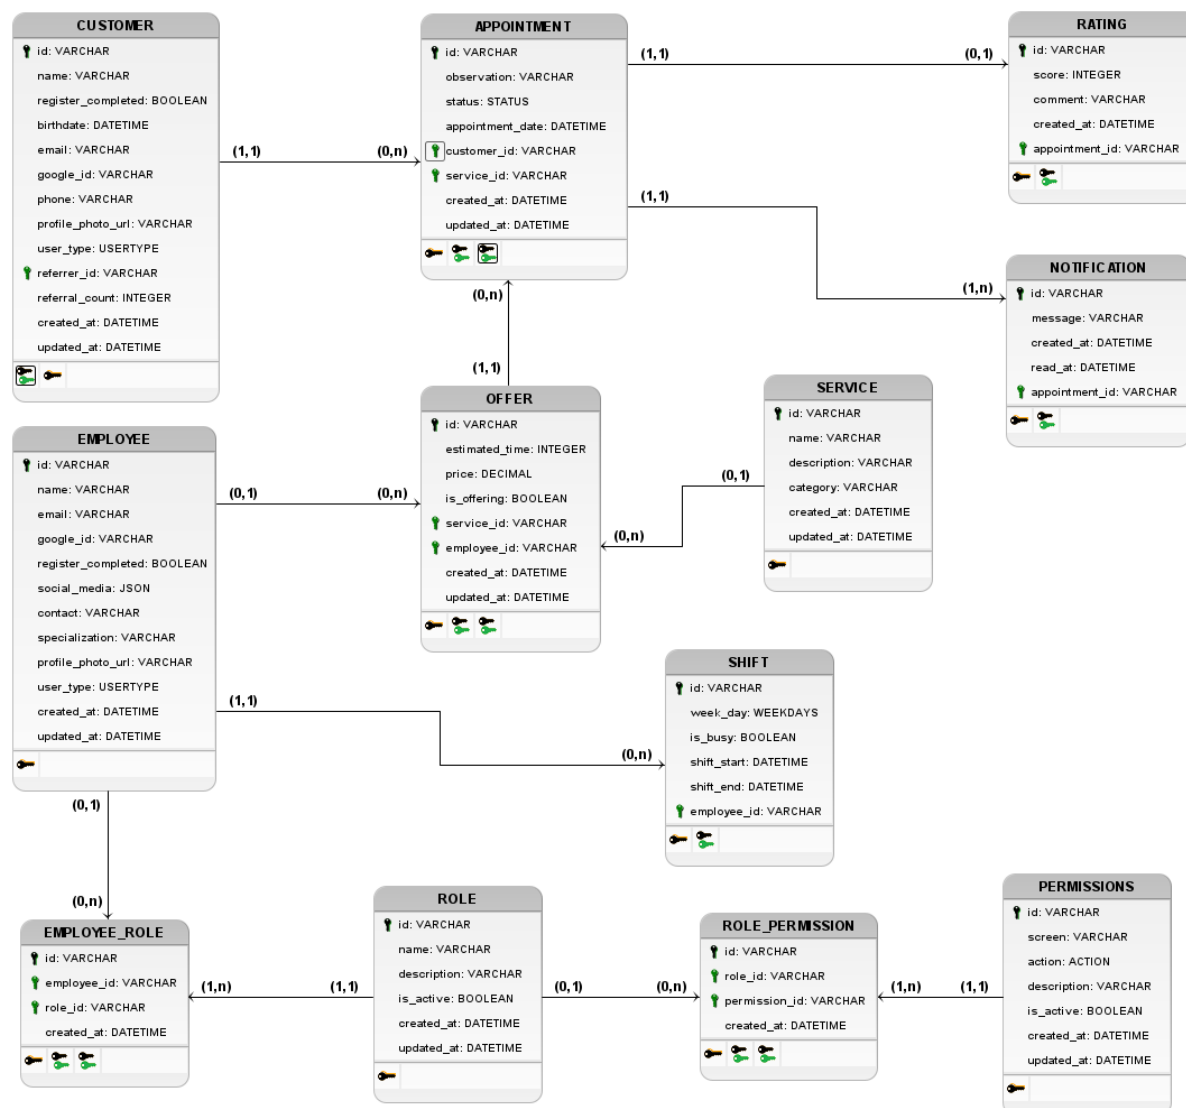 CUSTOMER
id: VARCHAR
name: VARCHAR
register_completed: BOOLEAN
birthdate: DATETIME
email: VARCHAR
google_id: VARCHAR
phone: VARCHAR
profile_photo_url: VARCHAR
user_type: USERTYPE
referrer_id: VARCHAR
referral_count: INTEGER
created_at: DATETIME
updated_at: DATETIME
(1,1)
(0,n)
APPOINTMENT
id: VARCHAR
observation: VARCHAR
status: STATUS
appointment_date: DATETIME
customer_id: VARCHAR
service_id: VARCHAR
created_at: DATETIME
updated_at: DATETIME
(1,1)
(0,1)
RATING
id: VARCHAR
score: INTEGER
comment: VARCHAR
created_at: DATETIME
appointment_id: VARCHAR
(1,1)
(1,n)
NOTIFICATION
id: VARCHAR
message: VARCHAR
created_at: DATETIME
read_at: DATETIME
appointment_id: VARCHAR
(0,n)
(1,1)
OFFER
id: VARCHAR
estimated_time: INTEGER
price: DECIMAL
is_offering: BOOLEAN
service_id: VARCHAR
employee_id: VARCHAR
created_at: DATETIME
updated_at: DATETIME
SERVICE
id: VARCHAR
name: VARCHAR
description: VARCHAR
category: VARCHAR
created_at: DATETIME
updated_at: DATETIME
(0,1)
(0,n)
EMPLOYEE
id: VARCHAR
name: VARCHAR
email: VARCHAR
google_id: VARCHAR
register_completed: BOOLEAN
social_media: JSON
contact: VARCHAR
specialization: VARCHAR
profile_photo_url: VARCHAR
user_type: USERTYPE
created_at: DATETIME
updated_at: DATETIME
(0,1)
(0,n)
(1,1)
(0,n)
SHIFT
id: VARCHAR
week_day: WEEKDAYS
is_busy: BOOLEAN
shift_start: DATETIME
shift_end: DATETIME
employee_id: VARCHAR
(0,1)
(0,n)
EMPLOYEE_ROLE
id: VARCHAR
employee_id: VARCHAR
role_id: VARCHAR
created_at: DATETIME
(1,n)
(1,1)
ROLE
id: VARCHAR
name: VARCHAR
description: VARCHAR
is_active: BOOLEAN
created_at: DATETIME
updated_at: DATETIME
(0,1)
(0,n)
ROLE_PERMISSION
id: VARCHAR
role_id: VARCHAR
permission_id: VARCHAR
created_at: DATETIME
(1,n)
(1,1)
PERMISSIONS
id: VARCHAR
screen: VARCHAR
action: ACTION
description: VARCHAR
is_active: BOOLEAN
created_at: DATETIME
updated_at: DATETIME